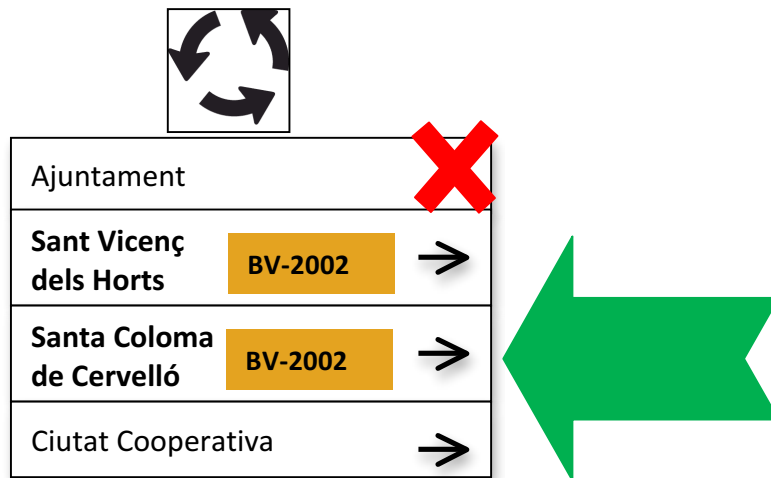 Ajuntament
Sant Vicenç
dels Horts
BV-2002
Santa Coloma
de Cervelló
BV-2002
Ciutat Cooperativa